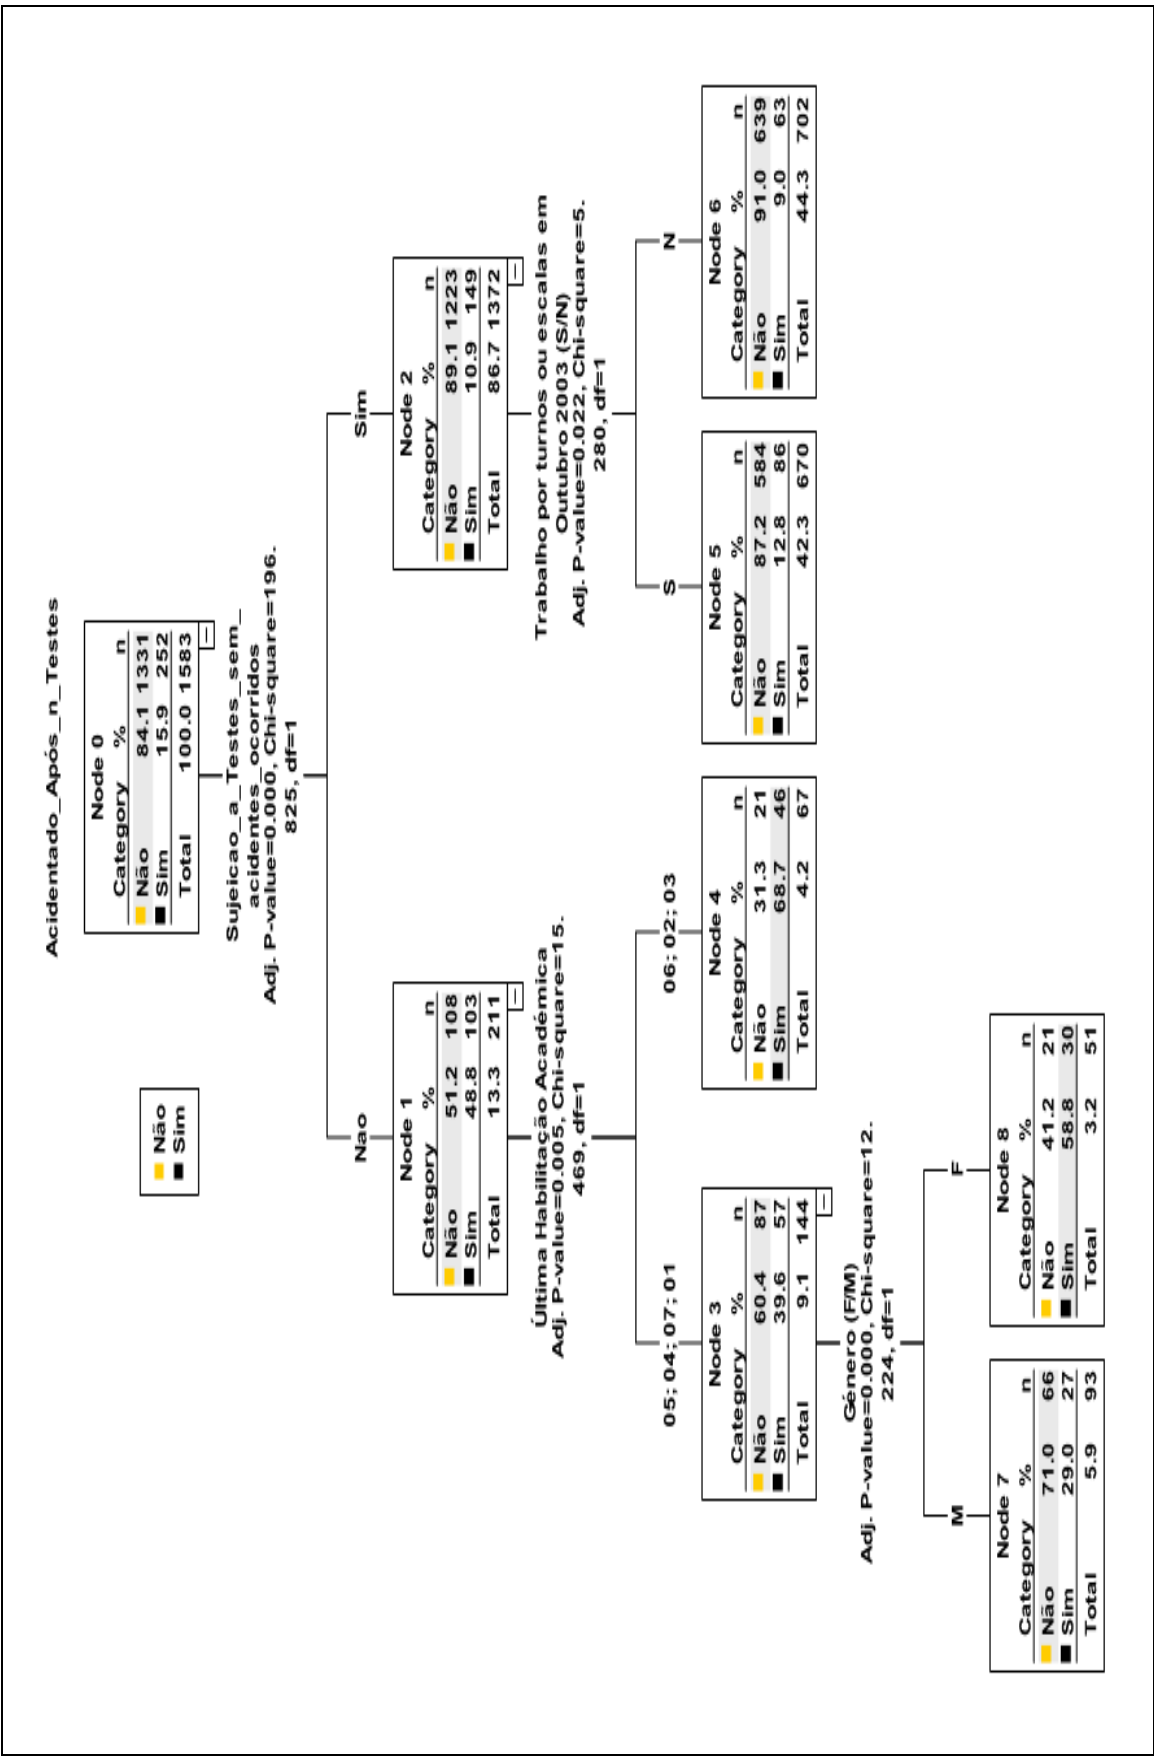 Acidentado_Após_n_Testes
Não
Sim
Node 0
Category % n
Não 84.1 1331
Sim 15.9 252
Total 100.0 1583
Sujeicao_a_Testes_sem_
acidentes_ocorridos
Adj. P-value=0.000, Chi-square=196.
825, df=1
Nao
Sim
Node 1
Category % n
Não 51.2 108
Sim 48.8 103
Total 13.3 211
Node 2
Category % n
Não 89.1 1223
Sim 10.9 149
Total 86.7 1372
Última Habilitação Académica
Adj. P-value=0.005, Chi-square=15.
469, df=1
Trabalho por turnos ou escalas em
Outubro 2003 (S/N)
Adj. P-value=0.022, Chi-square=5.
280, df=1
05; 04; 07; 01
06; 02; 03
S
N
Node 3
Category % n
Não 60.4 87
Sim 39.6 57
Total 9.1 144
Node 4
Category % n
Não 31.3 21
Sim 68.7 46
Total 4.2 67
Node 5
Category % n
Não 87.2 584
Sim 12.8 86
Total 42.3 670
Node 6
Category % n
Não 91.0 639
Sim 9.0 63
Total 44.3 702
Género (F/M)
Adj. P-value=0.000, Chi-square=12.
224, df=1
M
F
Node 7
Category % n
Não 71.0 66
Sim 29.0 27
Total 5.9 93
Node 8
Category % n
Não 41.2 21
Sim 58.8 30
Total 3.2 51